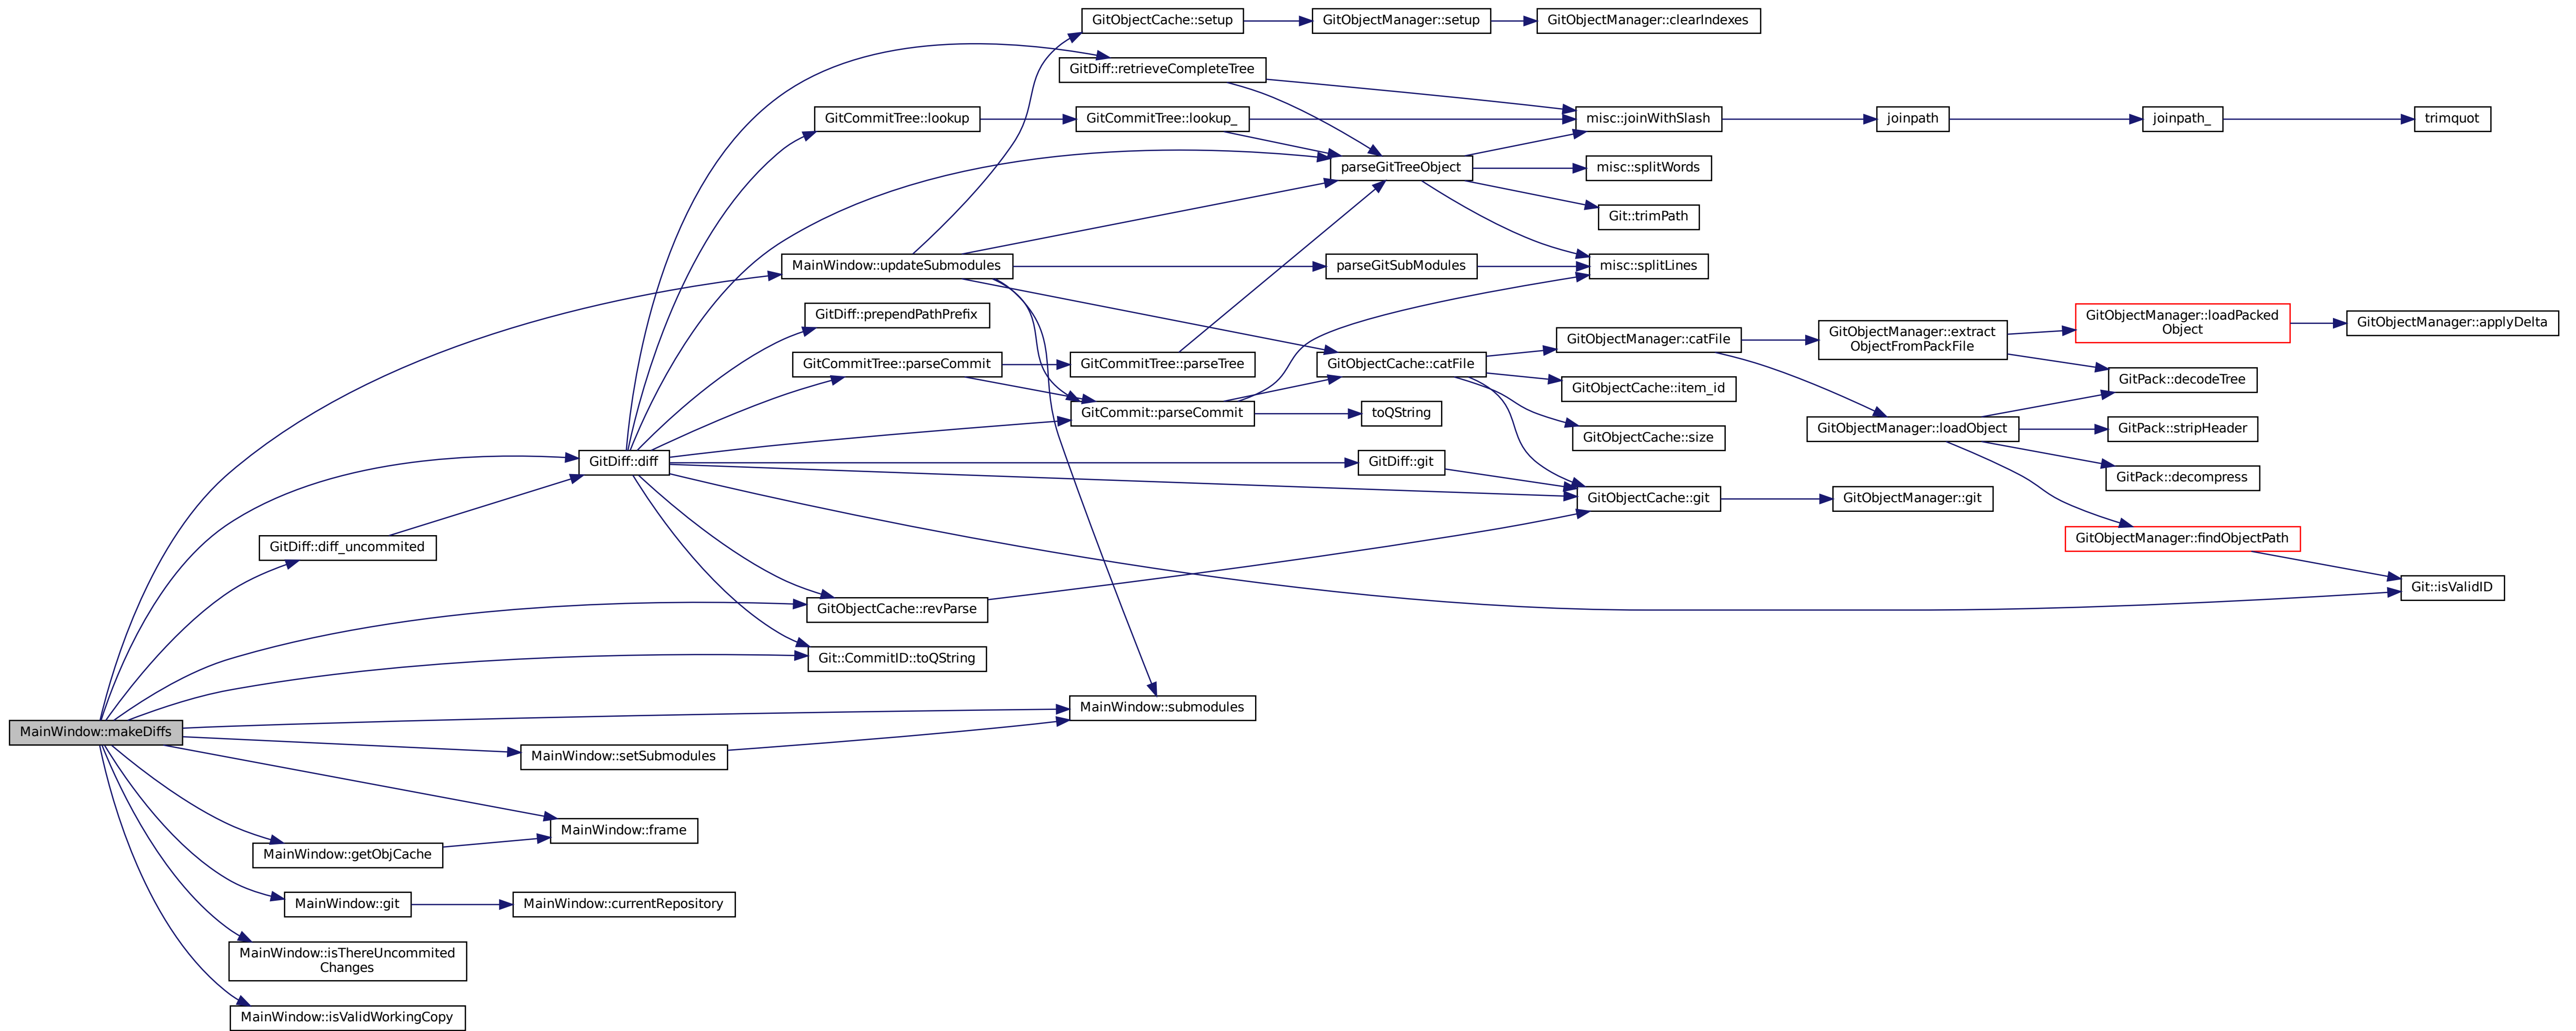 GitObjectCache::setup
GitObjectManager::setup
GitObjectManager::clearIndexes
GitDiff::retrieveCompleteTree
GitCommitTree::lookup
GitCommitTree::lookup_
misc::joinWithSlash
joinpath
joinpath_
trimquot
parseGitTreeObject
misc::splitWords
Git::trimPath
MainWindow::updateSubmodules
parseGitSubModules
misc::splitLines
GitDiff::prependPathPrefix
GitObjectManager::loadPacked
Object
GitObjectManager::applyDelta
GitObjectManager::extract
ObjectFromPackFile
GitObjectManager::catFile
GitCommitTree::parseCommit
GitCommitTree::parseTree
GitObjectCache::catFile
GitObjectCache::item_id
GitPack::decodeTree
GitCommit::parseCommit
toQString
GitObjectCache::size
GitObjectManager::loadObject
GitPack::stripHeader
GitDiff::diff
GitDiff::git
GitPack::decompress
GitObjectCache::git
GitObjectManager::git
GitDiff::diff_uncommited
GitObjectManager::findObjectPath
Git::isValidID
GitObjectCache::revParse
Git::CommitID::toQString
MainWindow::submodules
MainWindow::makeDiffs
MainWindow::setSubmodules
MainWindow::frame
MainWindow::getObjCache
MainWindow::git
MainWindow::currentRepository
MainWindow::isThereUncommited
Changes
MainWindow::isValidWorkingCopy